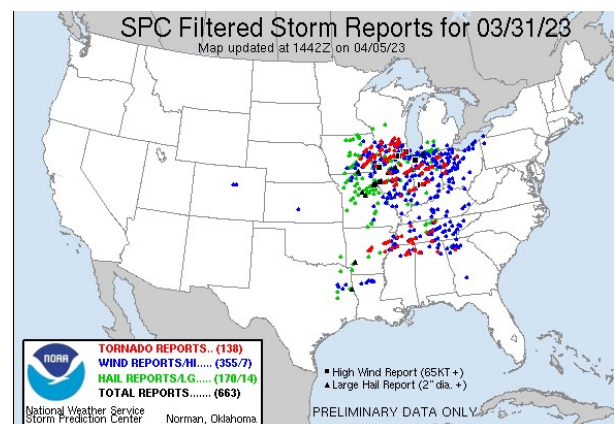 SPC Filtered Storm Reports for 03/31/23
Map updated at 1442Z on 04/05/23
NOAA
TORNADO REPORTS.. (138)
WIND REPORTS/HI..... (355/7)
HAIL REPORTS/LG..... (170/14)
TOTAL REPORTS....... (663)
National Weather Service
Storm Prediction Center Norman, Oklahoma
High Wind Report (65KT +)
Large Hail Report (2" dia. +)
PRELIMINARY DATA ONLY